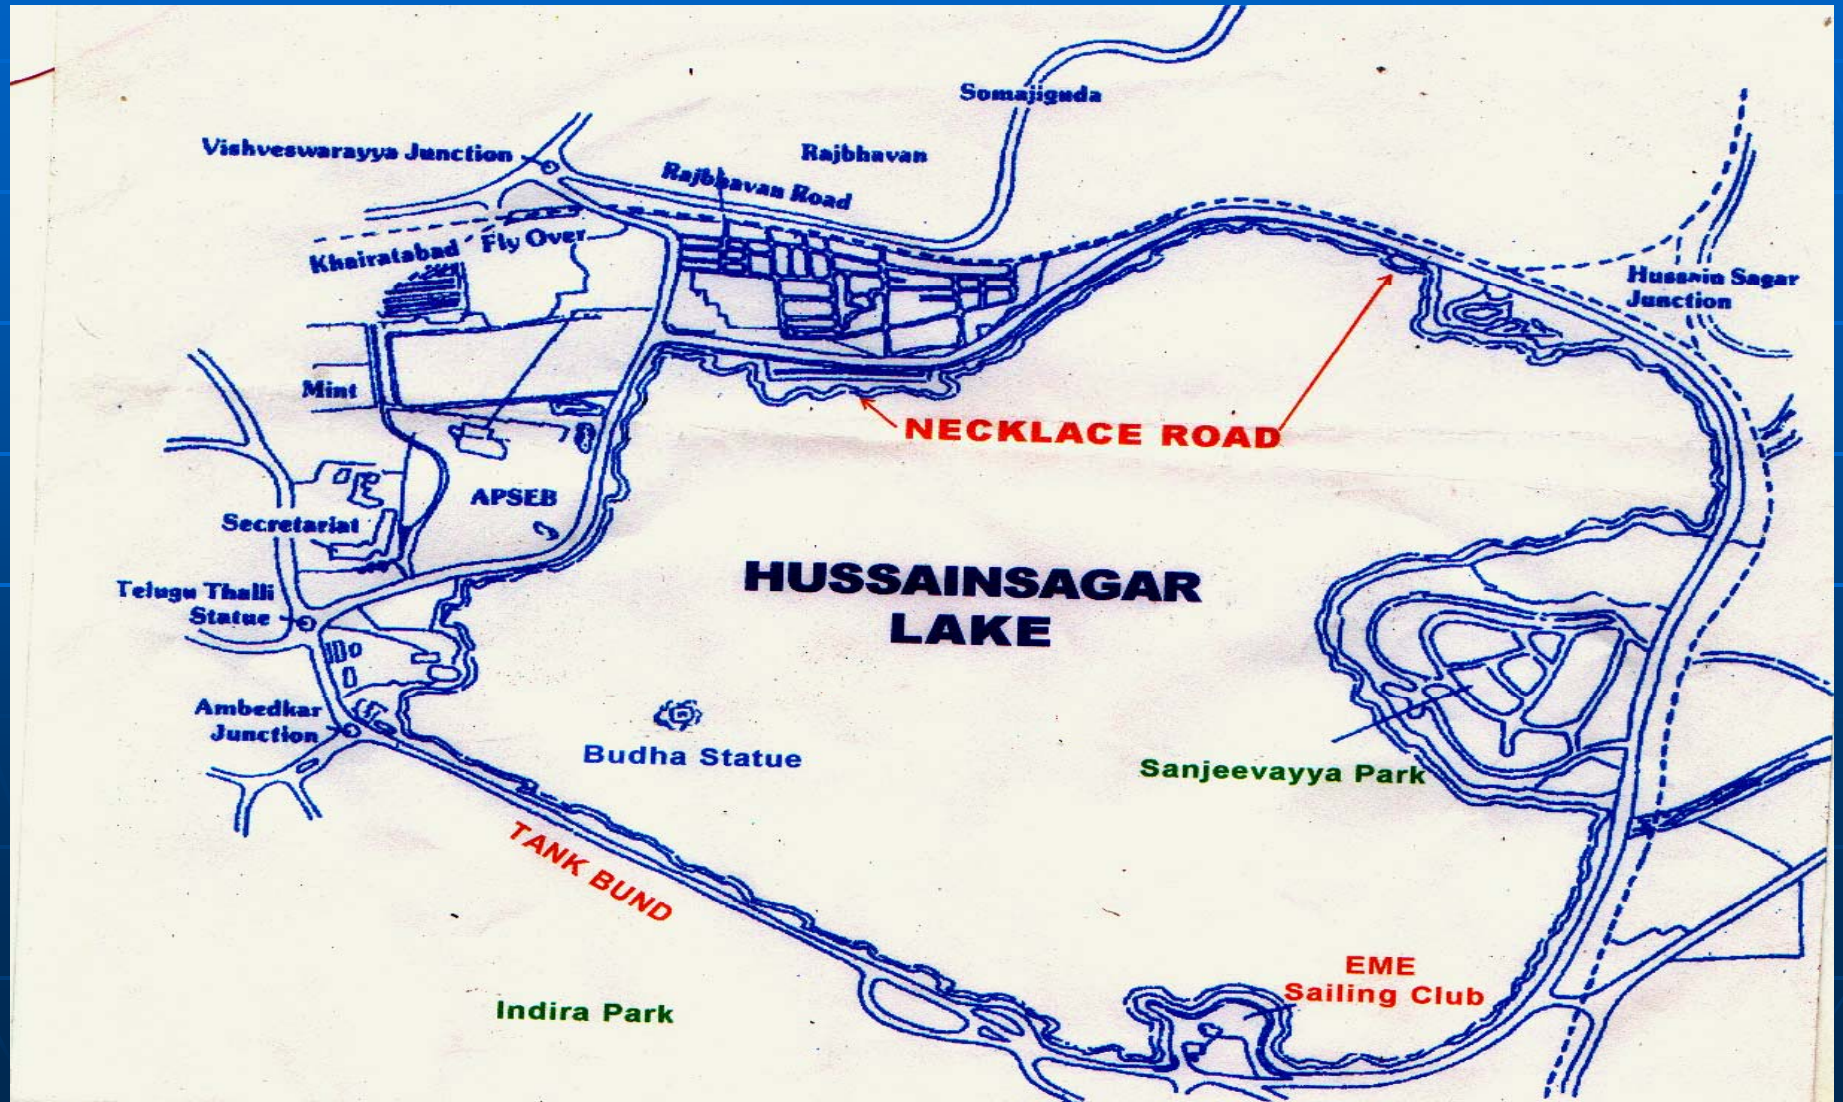 Somajiguda
Vishveswarayya Junction
Rajbhavan
Rajbhavan Road
Khairatabad Fly Over
Hussain Sagar
Junction
Mint
NECKLACE ROAD
APSEB
Secretariat
HUSSAINSAGAR
LAKE
Telugu Thalli
Statue
Ambedkar
Junction
Budha Statue
Sanjeevayya Park
TANK BUND
EME
Sailing Club
Indira Park